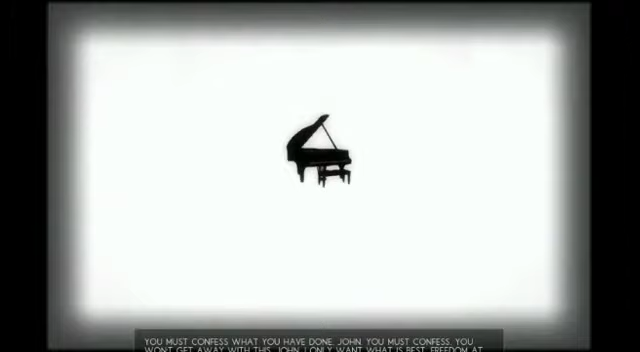 YOU MUST CONFESS WHAT YOU HAVE DONE, JOHN. YOU MUST CONFESS. YOU
WON'T GET AWAY WITH THIS, JOHN. I ONLY WANT WHAT IS BEST. FREEDOM AT